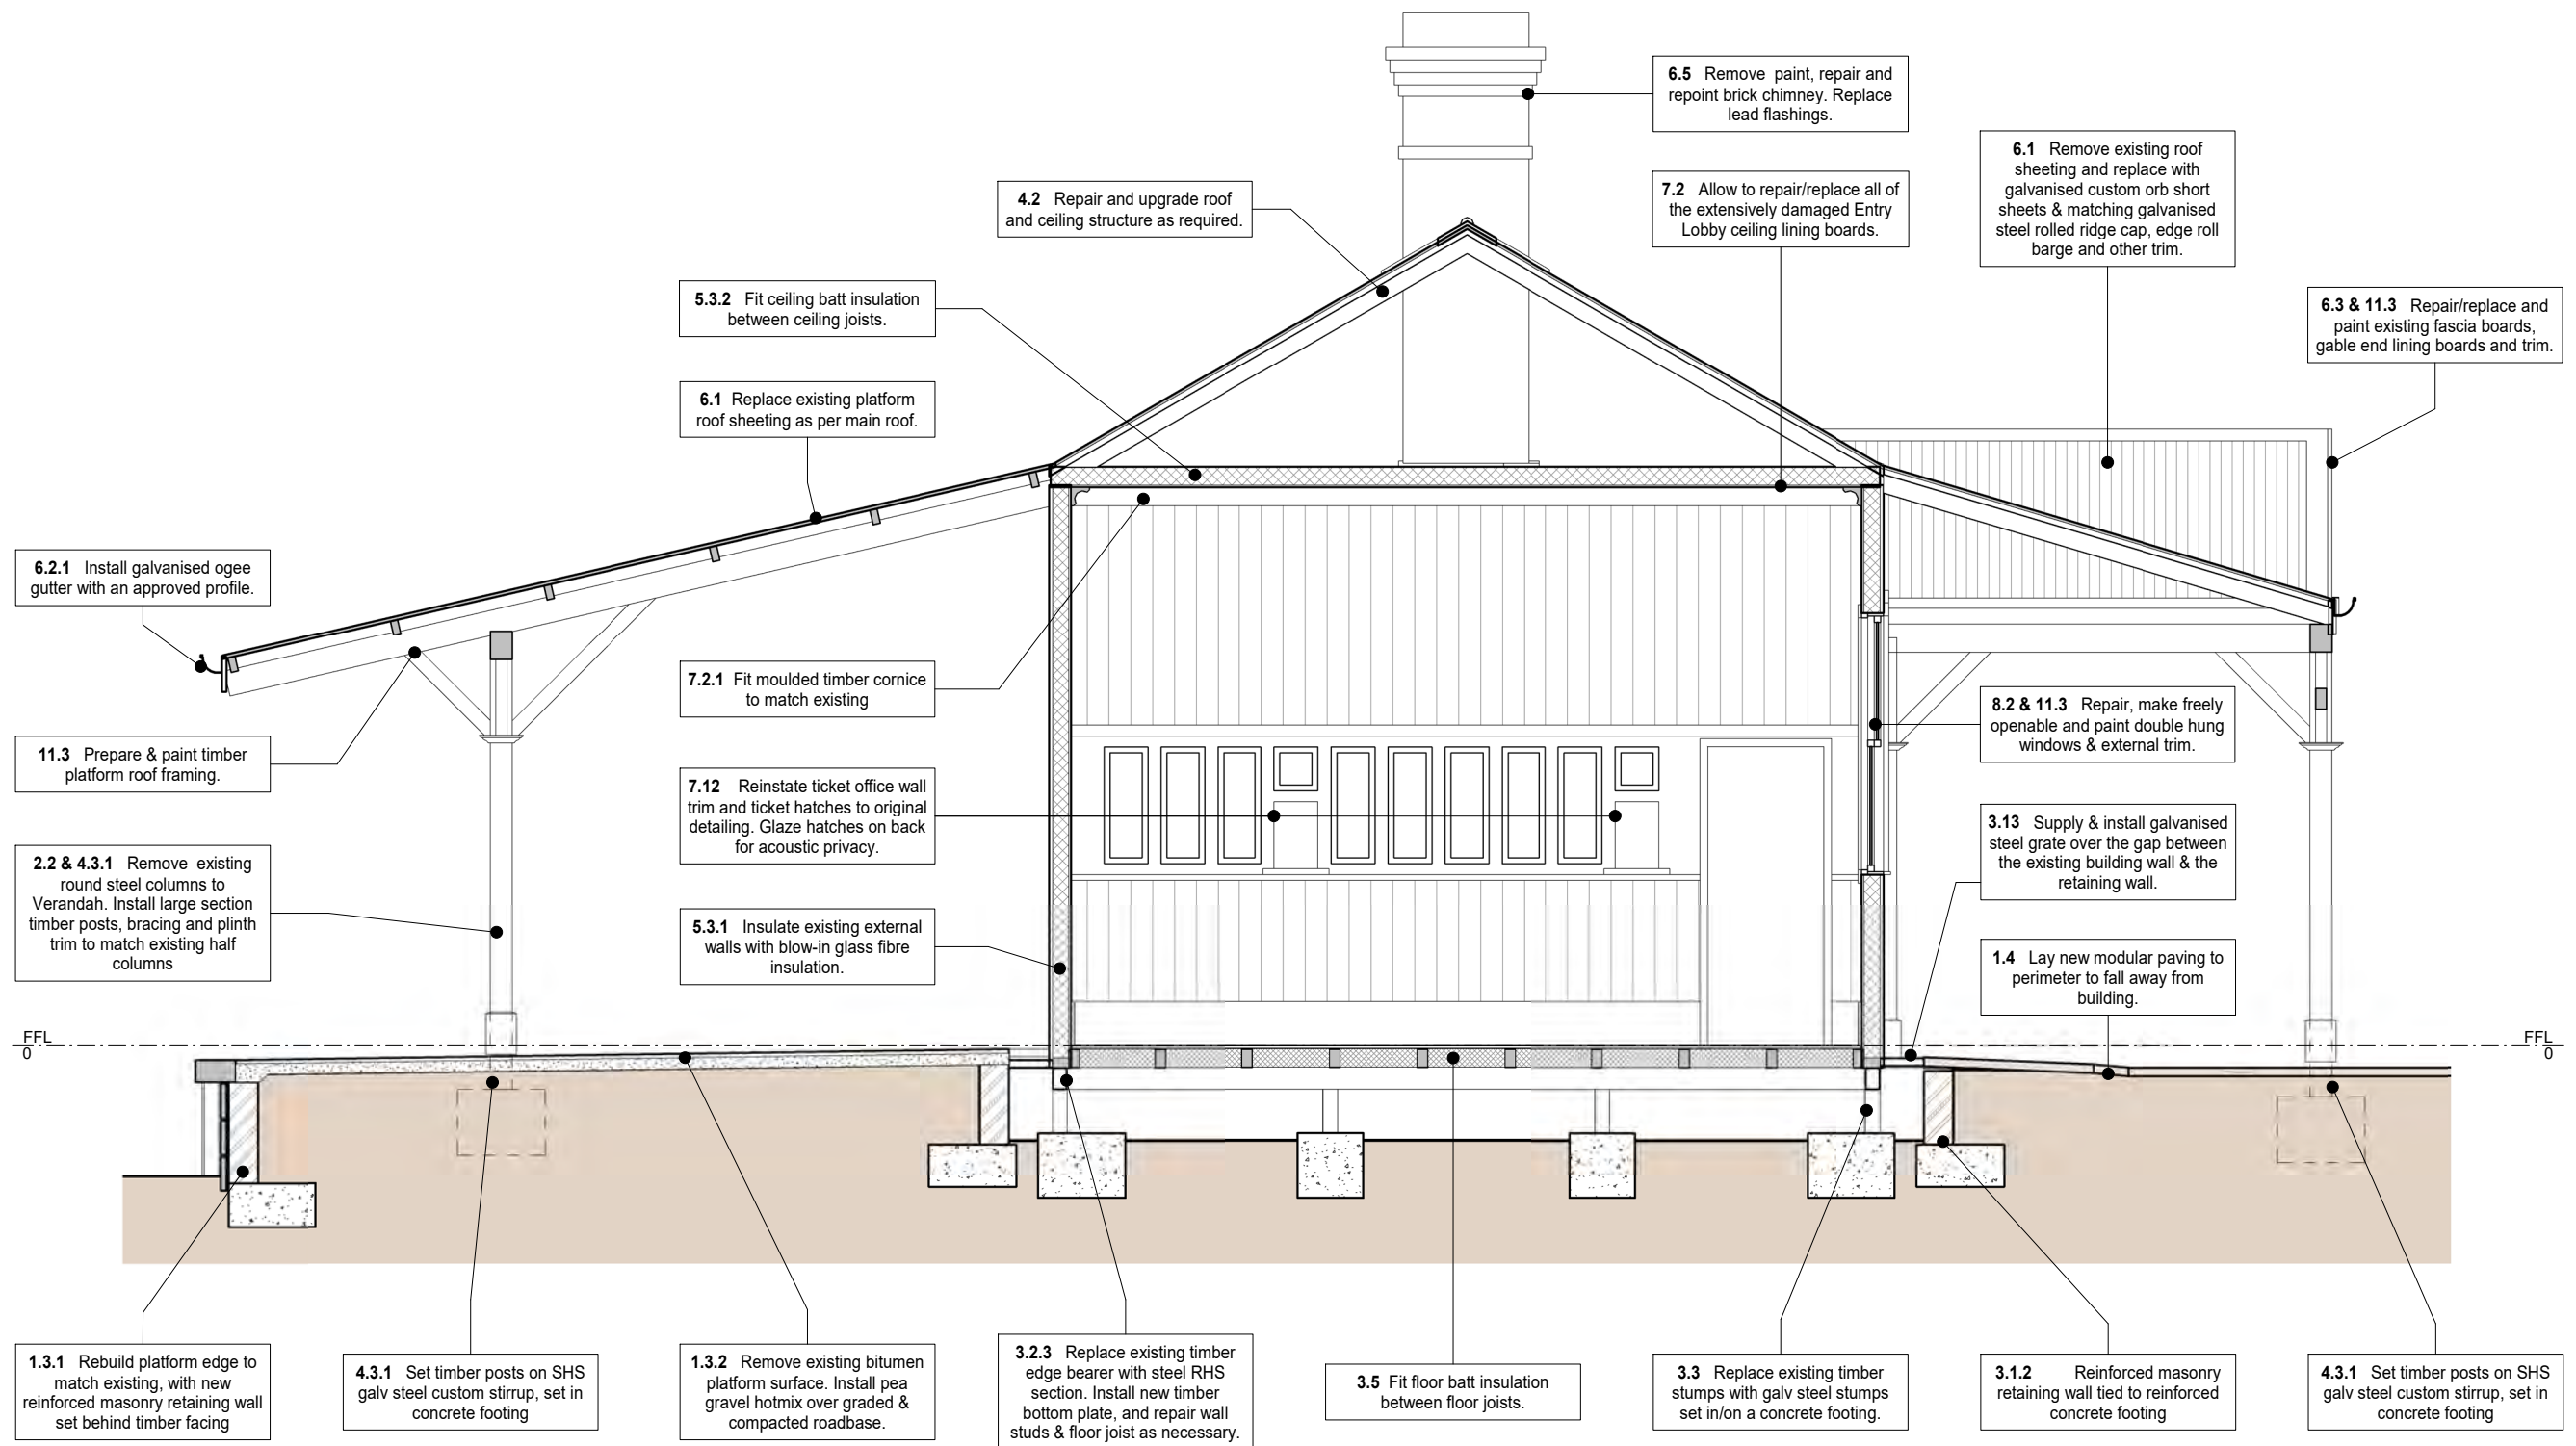 6.5 Remove paint, repair and
repoint brick chimney. Replace
lead flashings.
6.1 Remove existing roof
sheeting and replace with
galvanised custom orb short
sheets & matching galvanised
steel rolled ridge cap, edge roll
barge and other trim.
4.2 Repair and upgrade roof
and ceiling structure as required.
7.2 Allow to repair/replace all of
the extensively damaged Entry
Lobby ceiling lining boards.
5.3.2 Fit ceiling batt insulation
between ceiling joists.
6.3 & 11.3 Repair/replace and
paint existing fascia boards,
gable end lining boards and trim.
6.1 Replace existing platform
roof sheeting as per main roof.
6.2.1 Install galvanised ogee
gutter with an approved profile.
7.2.1 Fit moulded timber cornice
to match existing
8.2 & 11.3 Repair, make freely
openable and paint double hung
windows & external trim.
11.3 Prepare & paint timber
platform roof framing.
7.12 Reinstate ticket office wall
trim and ticket hatches to original
detailing. Glaze hatches on back
for acoustic privacy.
3.13 Supply & install galvanised
steel grate over the gap between
the existing building wall & the
retaining wall.
2.2 & 4.3.1 Remove existing
round steel columns to
Verandah. Install large section
timber posts, bracing and plinth
trim to match existing half
columns
5.3.1 Insulate existing external
walls with blow-in glass fibre
insulation.
1.4 Lay new modular paving to
perimeter to fall away from
building.
FFL
0
FFL
0
1.3.1 Rebuild platform edge to
match existing, with new
reinforced masonry retaining wall
set behind timber facing
4.3.1 Set timber posts on SHS
galv steel custom stirrup, set in
concrete footing
1.3.2 Remove existing bitumen
platform surface. Install pea
gravel hotmix over graded &
compacted roadbase.
3.2.3 Replace existing timber
edge bearer with steel RHS
section. Install new timber
bottom plate, and repair wall
studs & floor joist as necessary.
3.5 Fit floor batt insulation
between floor joists.
3.3 Replace existing timber
stumps with galv steel stumps
set in/on a concrete footing.
3.1.2 Reinforced masonry
retaining wall tied to reinforced
concrete footing
4.3.1 Set timber posts on SHS
galv steel custom stirrup, set in
concrete footing